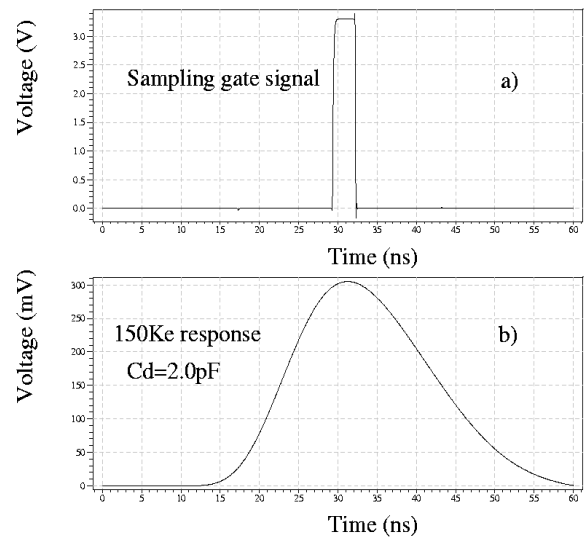 Voltage (V)
3.0
2.5
2.0
1.5
1.0
0.5
0.0
Sampling gate signal
a)
0 5 10 15 20 25 30 35 40 45 50 55 60
Time (ns)
Voltage (mV)
300
250
200
150
100
50
0
150Ke response
b)
Cd=2.0pF
0 5 10 15 20 25 30 35 40 45 50 55 60
Time (ns)